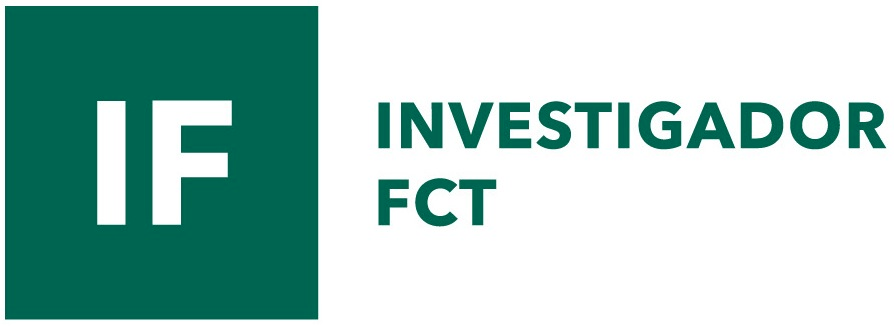 IF
INVESTIGADOR
FCT